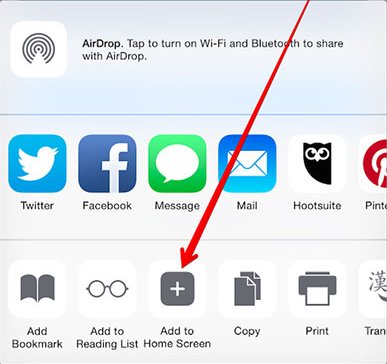 AirDrop. Tap to turn on Wi-Fi and Bluetooth to share
with AirDrop.
Twitter
Facebook
Message
Mail
Hootsuite
Pinte
Add
Bookmark
Add to
Reading List
Add to
Home Screen
Copy
Print
漢
Tran